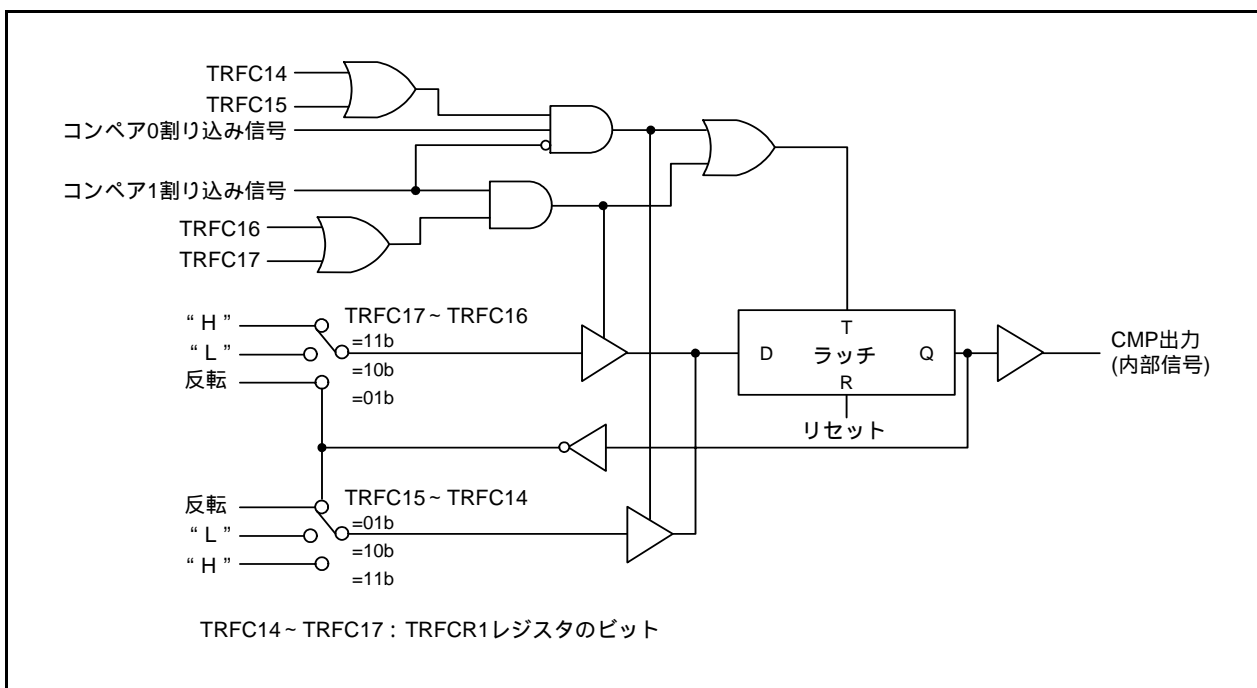 TRFC14
TRFC15
コンペア0割り込み信号
コンペア1割り込み信号
TRFC16
TRFC17
“ H ”
“ L ”
反転
TRFC17~ TRFC16
=11b
=10b
=01b
T
D
ラッチ
Q
R
リセット
CMP出力
(内部信号)
反転
“ L ”
“ H ”
TRFC15~ TRFC14
=01b
=10b
=11b
TRFC14~ TRFC17 : TRFCR1レジスタのビット